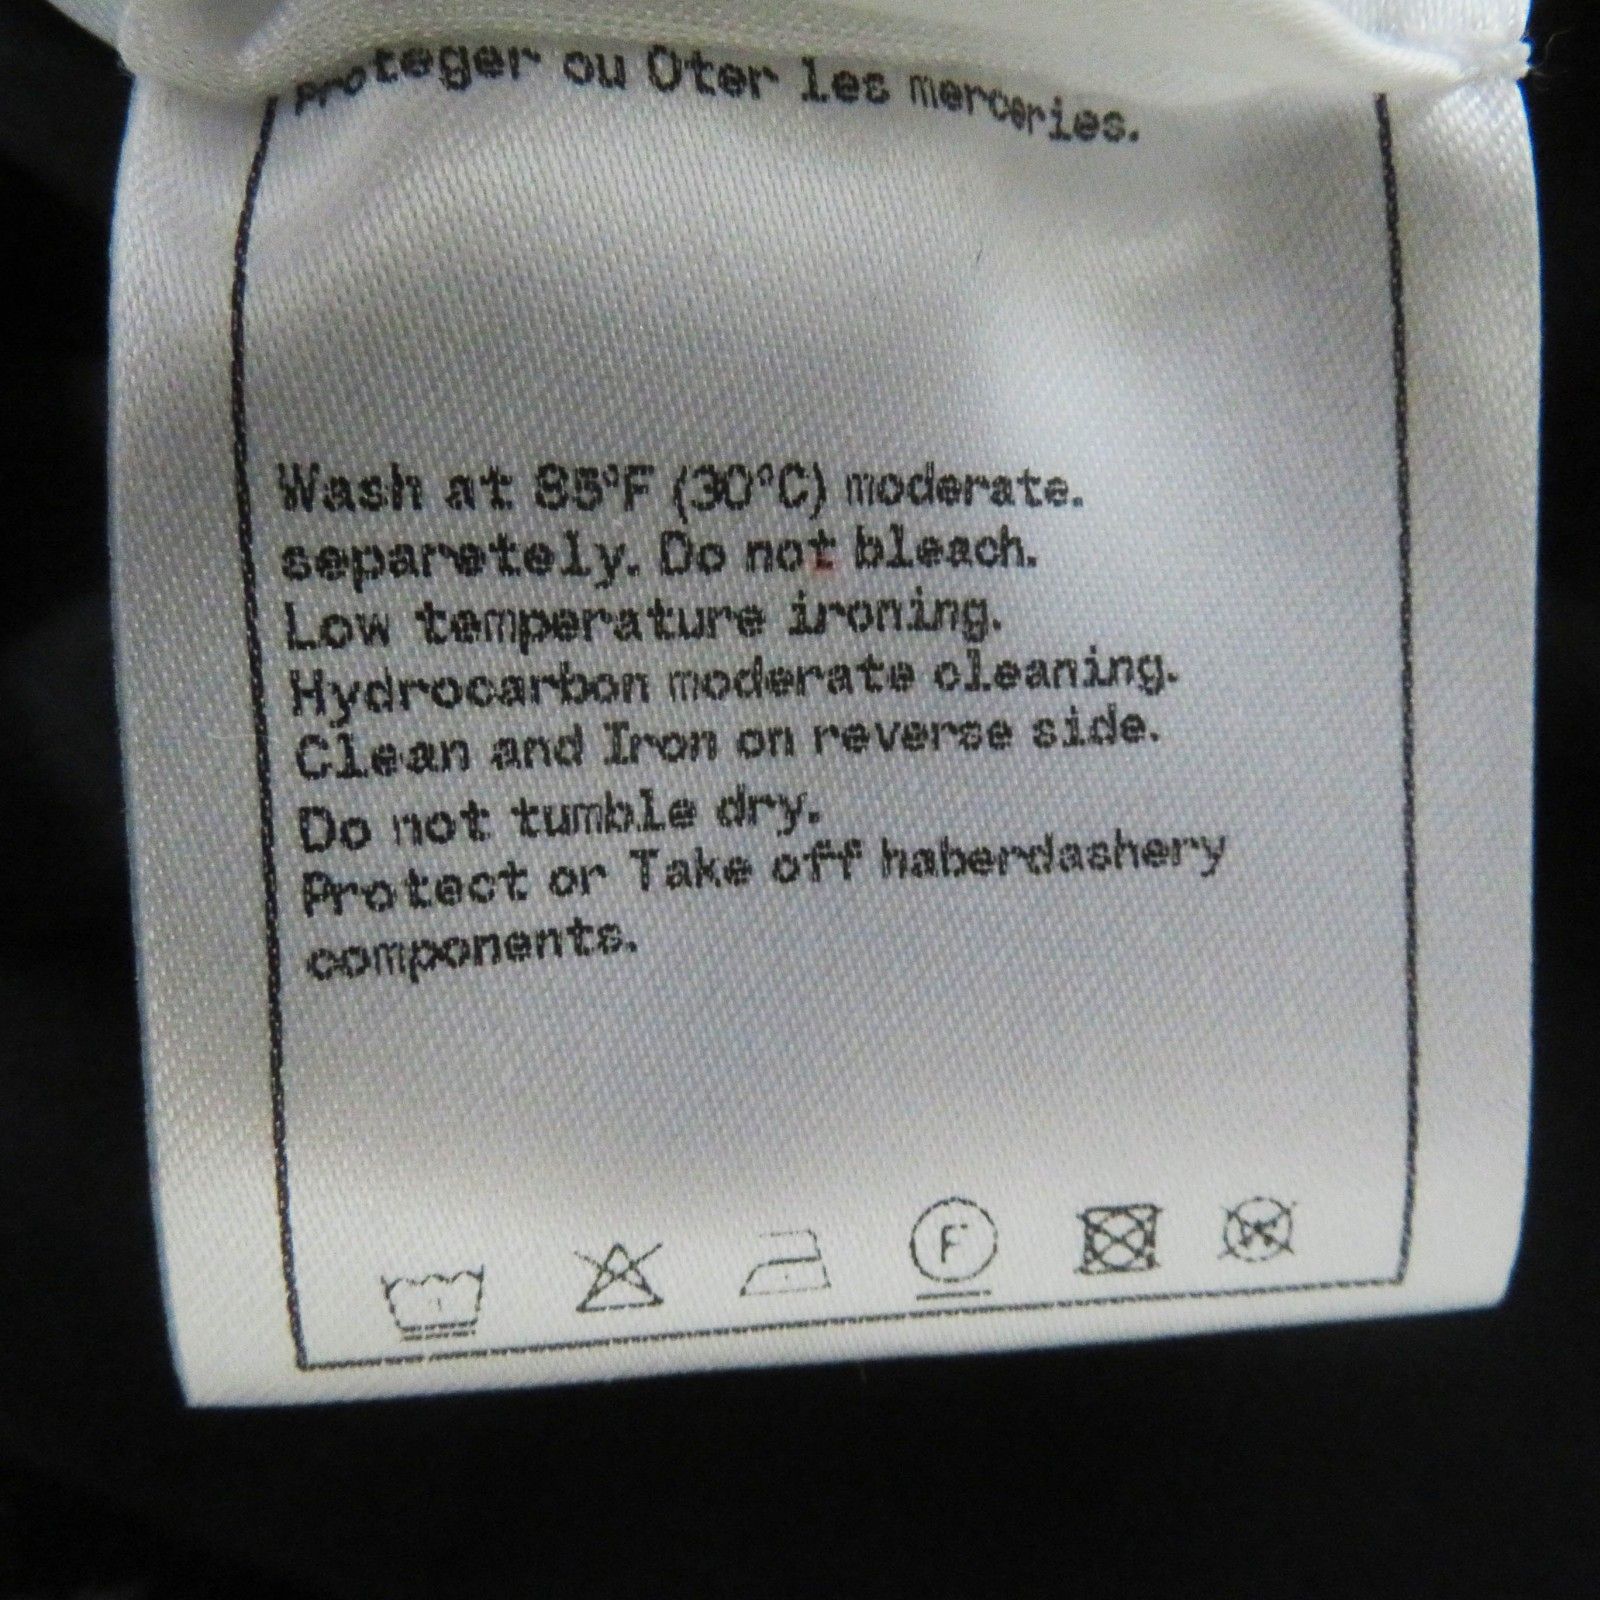 Proteger ou Oter les merceries.
Wash at 85°F (30°C) moderate.
separetely. Do not bleach.
Low temperature ironing.
Hydrocarbon moderate cleaning.
Clean and Iron on reverse side.
Do not tumble dry.
Protect or Take off haberdashery
components.
F